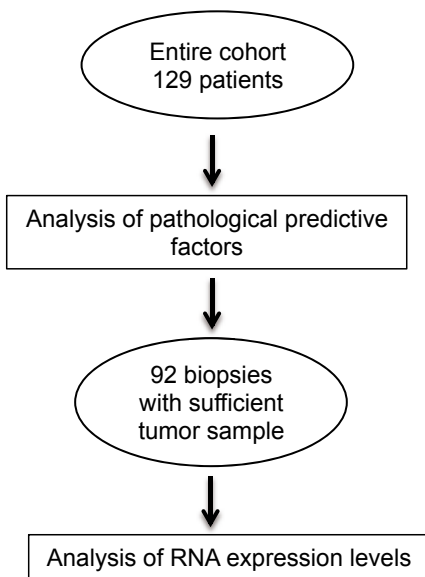 Entire cohort
129 patients
Analysis of pathological predictive
factors
92 biopsies
with sufficient
tumor sample
Analysis of RNA expression levels